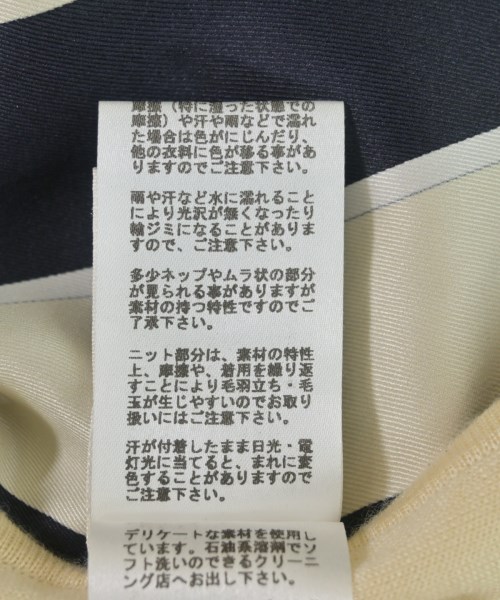 摩擦（特に湿った状態での
摩擦）や汗や雨などで濡れ
た場合は色がにじんだり、
他の衣料に色が移る事があ
りますのでご注意下さい。
雨や汗など水に濡れること
により光沢が無くなったり
輪ジミになることがありま
すので、ご注意下さい。
多少ネップやムラ状の部分
が見られる事がありますが
素材の持つ特性ですのでご
了承下さい。
ニット部分は、素材の特性
上、摩擦や、着用を繰り返
すことにより毛羽立ち・毛
玉が生じやすいのでお取り
扱いにはご注意下さい。
汗が付着したまま日光・電
灯光に当てると、まれに変
色することがありますので
ご注意下さい。
デリケートな素材を使用し
ています。石油系溶剤でソ
フト洗いのできるクリーニ
ング店へお出し下さい。